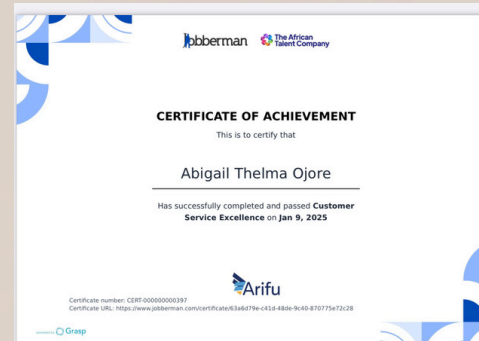 Jobberman The African
Talent Company
CERTIFICATE OF ACHIEVEMENT
This is to certify that
Abigail Thelma Ojore
Has successfully completed and passed Customer
Service Excellence on Jan 9, 2025
Arifu
Certificate number: CERT-000000000397
Certificate URL: https://www.jobberman.com/certificate/63a6d79e-c41d-48de-9c40-870775e72c28
Grasp